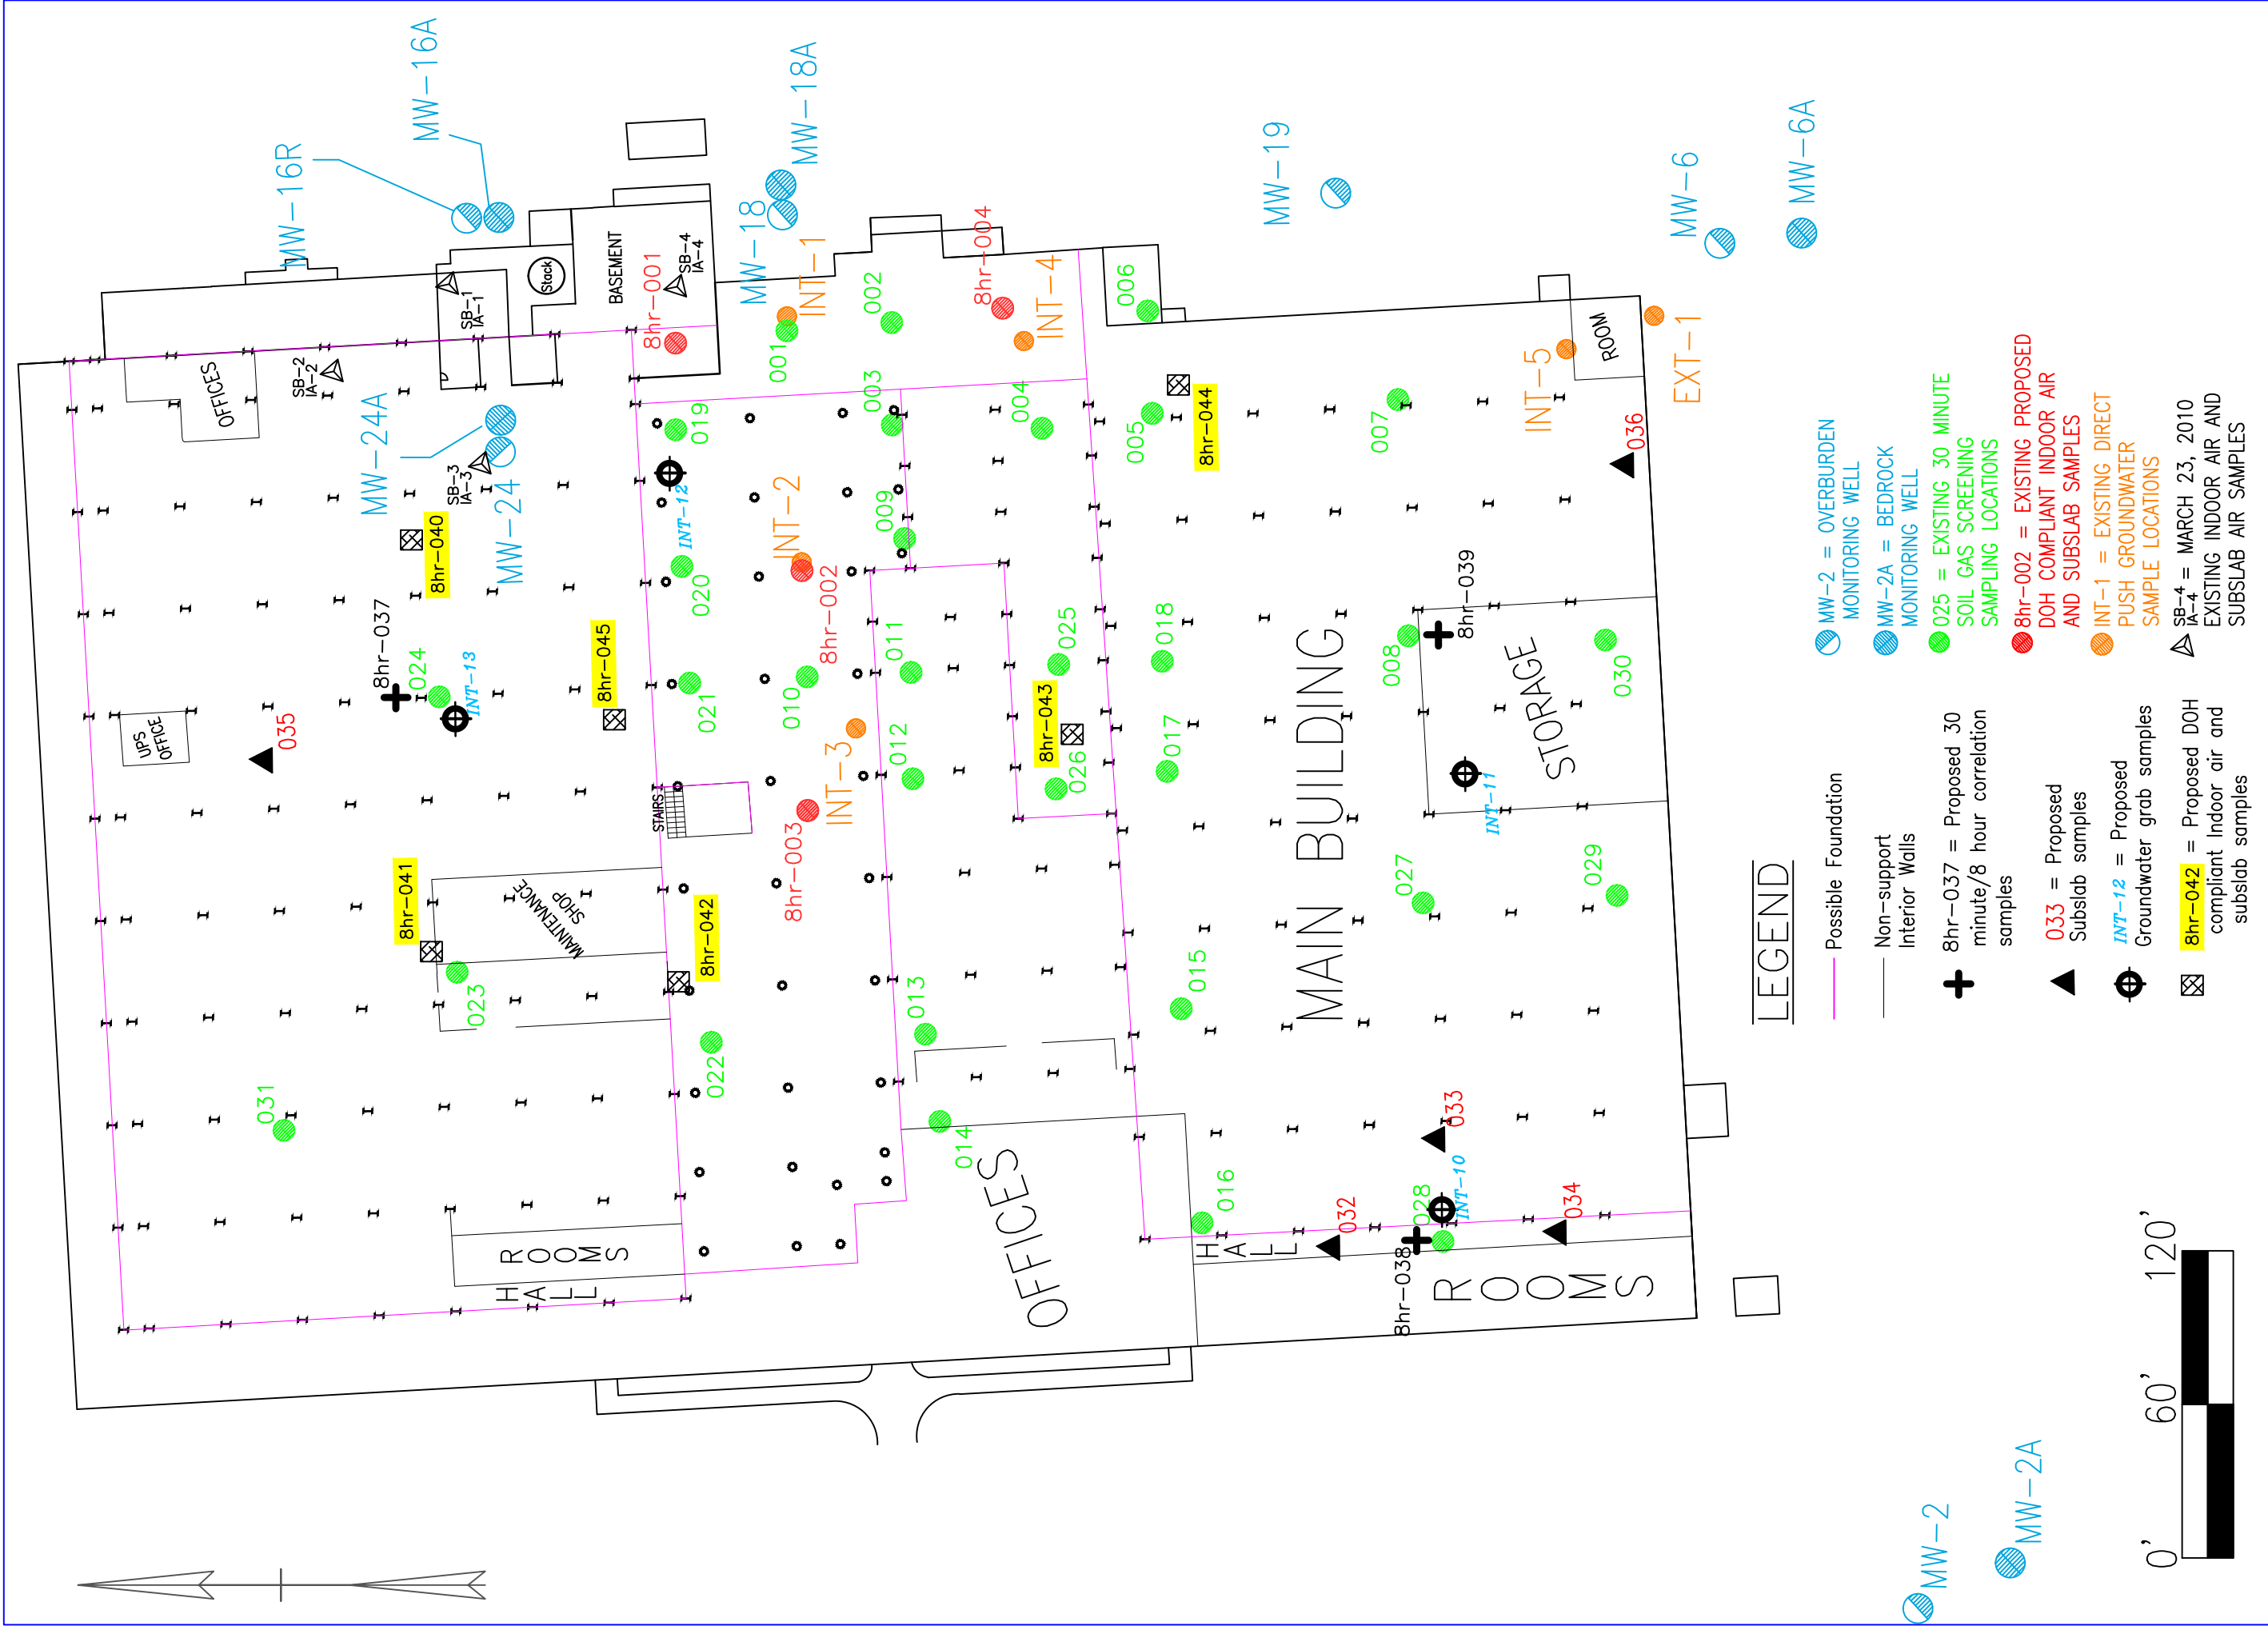 MW-16A
MW-16R
MW-18A
MW-18
MW-19
MW-6
MW-6A
OFFICES
SB-1
IA-1
SB-2
IA-2
Stack
BASEMENT
SB-4
IA-4
8hr-001
INT-1
001
002
8hr-004
INT-4
006
ROOM
INT-5
EXT-1
MW-24A
SB-3
IA-3
MW-24
019
INT-12
003
004
005
8hr-044
007
036
8hr-040
020
INT-2
8hr-002
009
8hr-037
024
INT-13
8hr-045
021
010
011
025
018
8hr-039
008
030
UPS
OFFICE
035
INT-3
012
8hr-043
026
017
MAIN BUILDING
STORAGE
INT-11
STAIRS
8hr-003
8hr-041
MAINTENANCE
SHOP
023
8hr-042
022
013
015
027
029
031
014
OFFICES
016
032
028
INT-10
033
034
8hr-038
ROOMS
HALL
HALL
ROOMS
MW-2
MW-2A
LEGEND
Possible Foundation
Non-support
Interior Walls
8hr-037 = Proposed 30
minute/8 hour correlation
samples
033 = Proposed
Subslab samples
INT-12 = Proposed
Groundwater grab samples
8hr-042 = Proposed DOH
compliant Indoor air and
subslab samples
MW-2 = OVERBURDEN
MONITORING WELL
MW-2A = BEDROCK
MONITORING WELL
025 = EXISTING 30 MINUTE
SOIL GAS SCREENING
SAMPLING LOCATIONS
8hr-002 = EXISTING PROPOSED
DOH COMPLIANT INDOOR AIR
AND SUBSLAB SAMPLES
INT-1 = EXISTING DIRECT
PUSH GROUNDWATER
SAMPLE LOCATIONS
SB-4
IA-4 = MARCH 23, 2010
EXISTING INDOOR AIR AND
SUBSLAB AIR SAMPLES
0' 60' 120'